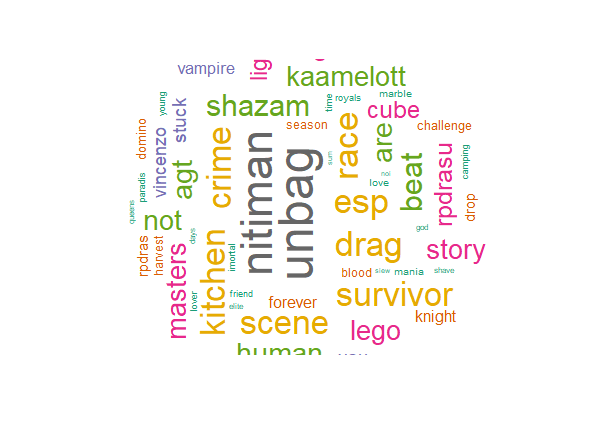 vampire
lig
kaamelott
shazam
time
royals
marble
cube
season
challenge
young
domino
stuck
vincenzo
agt
crime
nitiman
unbag
race
are
beat
rpdrasu
camping
love
paradis
queens
not
esp
drop
god
drag
story
rpdras
harvest
days
masters
kitchen
imortal
blood
slew
mania
shave
lover
friend
elite
forever
survivor
knight
scene
lego
human